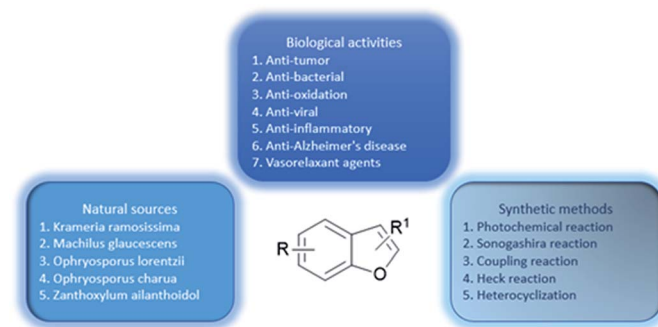 Biological activities
1. Anti-tumor
2. Anti-bacterial
3. Anti-oxidation
4. Anti-viral
5. Anti-inflammatory
6. Anti-Alzheimer's disease
7. Vasorelaxant agents
Natural sources
1. Krameria ramosissima
2. Machilus glaucescens
3. Ophryosporus lorentzii
4. Ophryosporus charua
5. Zanthoxylum ailanthoidol
R
R¹
O
Synthetic methods
1. Photochemical reaction
2. Sonogashira reaction
3. Coupling reaction
4. Heck reaction
5. Heterocyclization